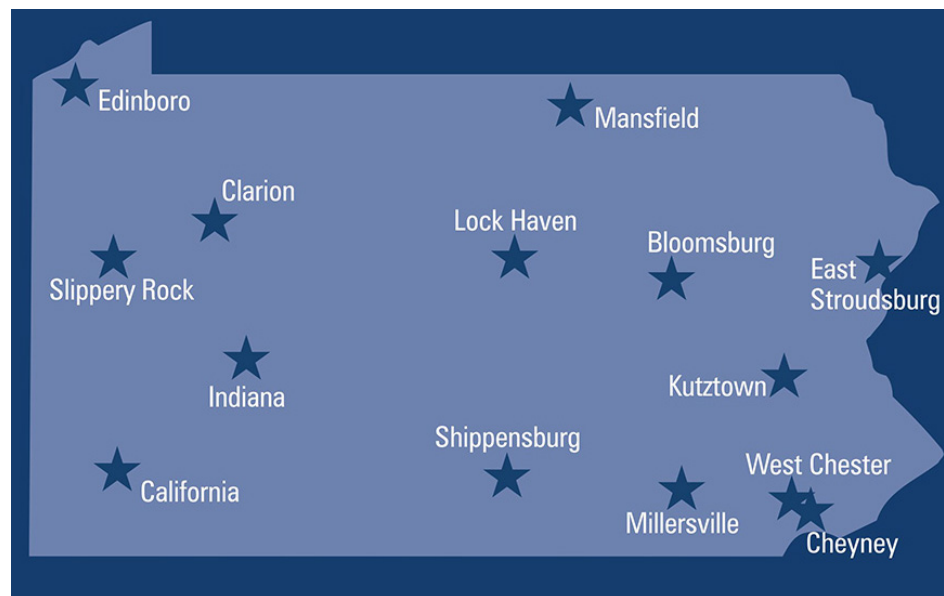 Edinboro
Mansfield
Clarion
Lock Haven
Bloomsburg
East
Stroudsburg
Slippery Rock
Indiana
Kutztown
Shippensburg
West Chester
California
Millersville
Cheyney